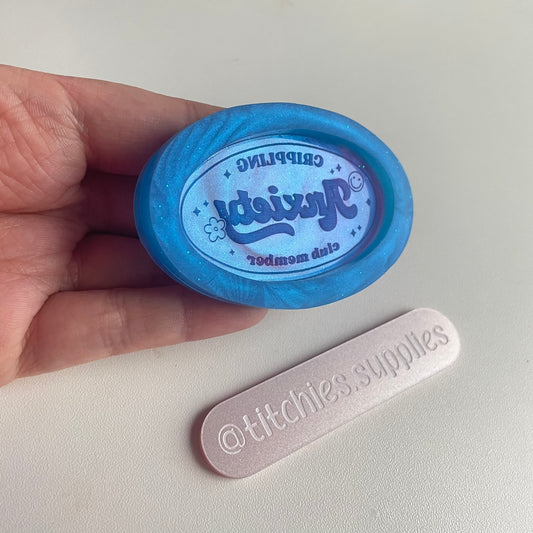 CRIPPLING
Anxiety
club member
@titchies.supplies